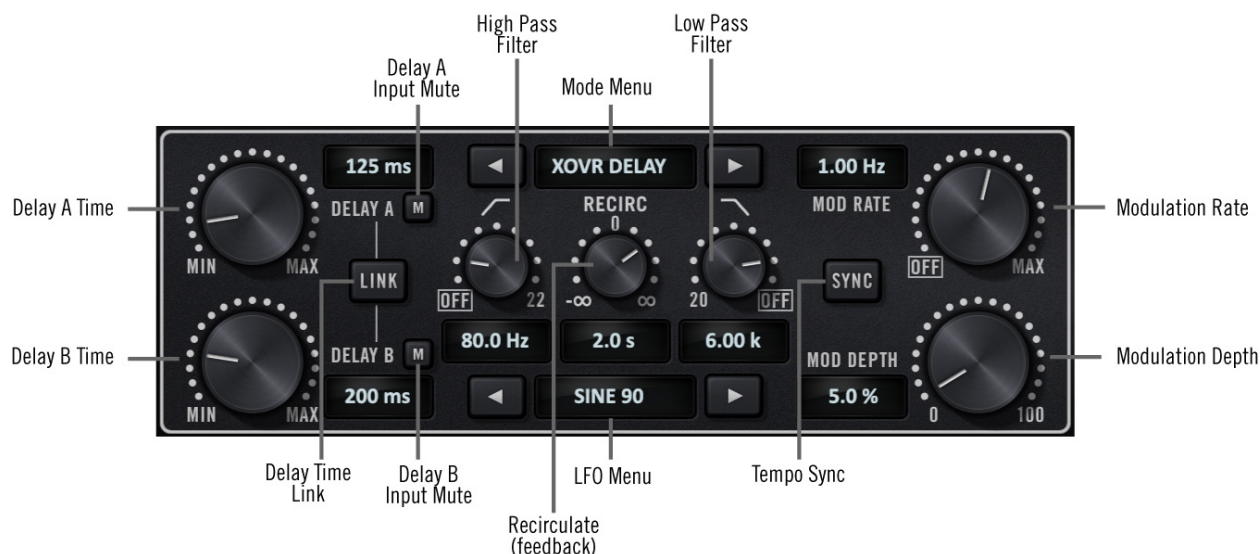 High Pass
Filter
Low Pass
Filter
Delay A
Input Mute
Mode Menu
125 ms
◄
XOVR DELAY
►
1.00 Hz
Delay A Time
DELAY A
M
RECIRC
0
MOD RATE
Modulation Rate
MIN
MAX
LINK
OFF
22
-∞
∞
20
OFF
SYNC
OFF
MAX
Delay B Time
DELAY B
M
80.0 Hz
2.0 s
6.00 k
MOD DEPTH
Modulation Depth
MIN
MAX
200 ms
◄
SINE 90
►
5.0 %
0
100
Delay Time
Link
Delay B
Input Mute
LFO Menu
Tempo Sync
Recirculate
(feedback)